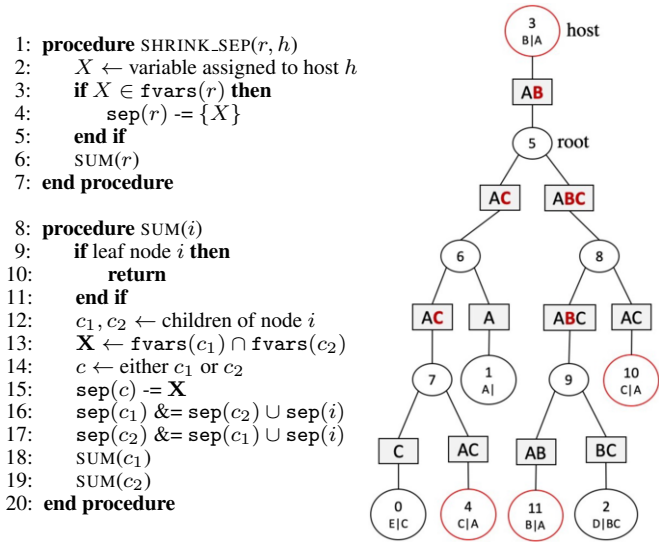 1: procedure SHRINK_SEP(r, h)
2: X ← variable assigned to host h
3: if X ∈ fvars(r) then
4: sep(r) -= {X}
5: end if
6: SUM(r)
7: end procedure
8: procedure SUM(i)
9: if leaf node i then
10: return
11: end if
12: c₁, c₂ ← children of node i
13: X ← fvars(c₁) ∩ fvars(c₂)
14: c ← either c₁ or c₂
15: sep(c) -= X
16: sep(c₁) &= sep(c₂) ∪ sep(i)
17: sep(c₂) &= sep(c₁) ∪ sep(i)
18: SUM(c₁)
19: SUM(c₂)
20: end procedure
3 host
B|A
AB
5 root
AC ABC
6 8
AC A ABC AC
7 1 9 10
A| C|A
C AC AB BC
0 4 11 2
E|C C|A B|A D|BC